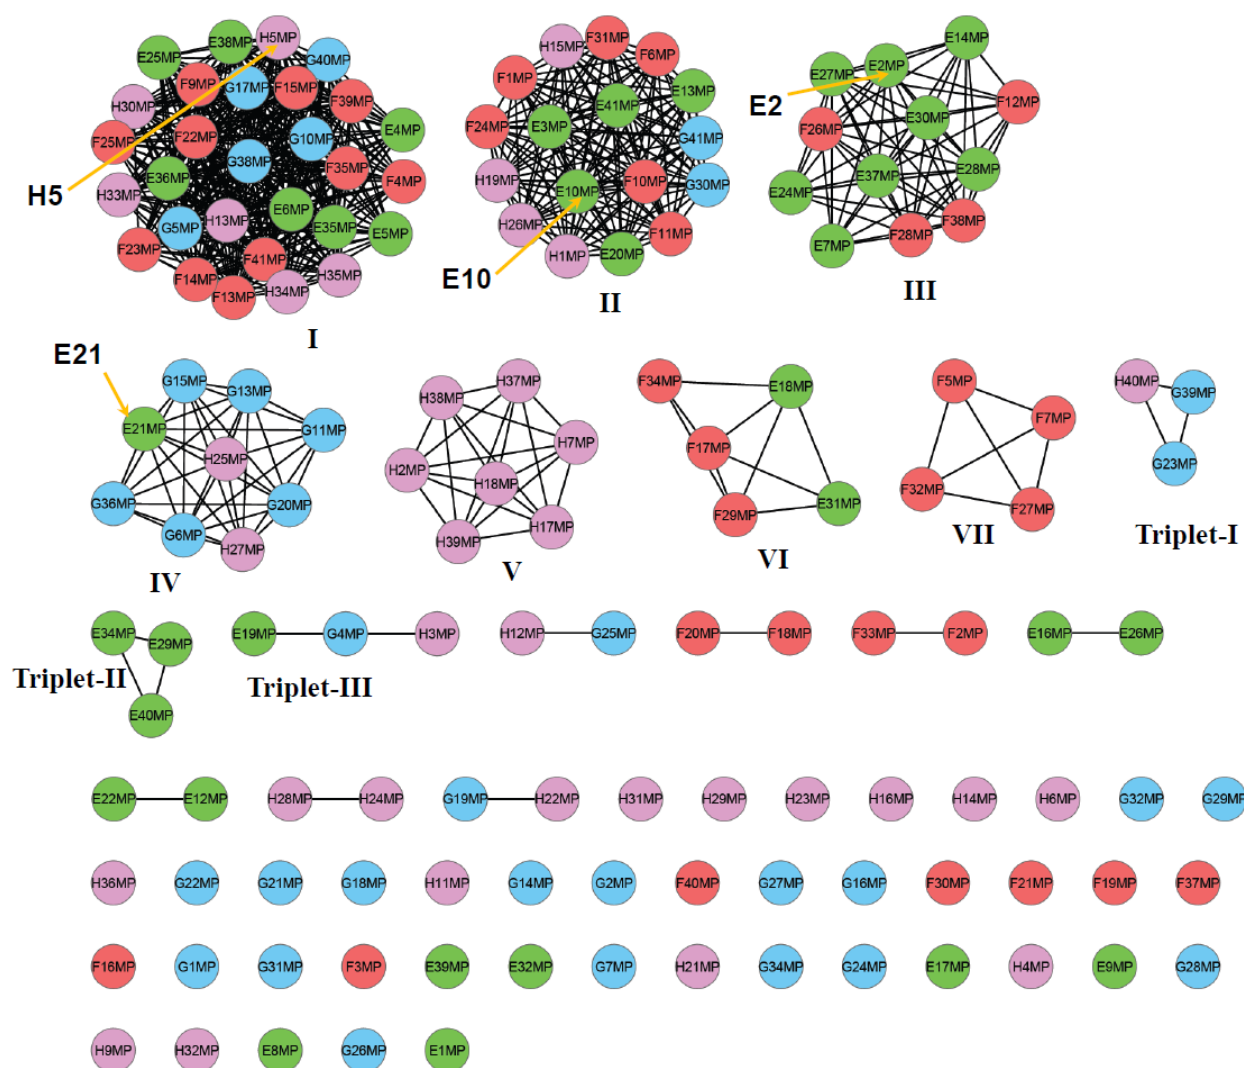 H5MP
E38MP
G40MP
E25MP
F9MP
G17MP
F15MP
F39MP
H30MP
E4MP
F25MP
F22MP
G10MP
G38MP
F35MP
E36MP
F4MP
H33MP
H5
E6MP
H13MP
G5MP
E35MP
E5MP
F23MP
F41MP
F14MP
H35MP
F13MP
H34MP
I
F31MP
H15MP
F6MP
F1MP
E13MP
E41MP
F24MP
E3MP
G41MP
H19MP
E10MP
F10MP
G30MP
H26MP
F11MP
H1MP
E20MP
E10
II
E14MP
E2MP
E27MP
E2
F12MP
F26MP
E30MP
E28MP
E37MP
E24MP
F38MP
F28MP
E7MP
III
E21
G15MP
G13MP
E21MP
G11MP
H25MP
G36MP
G20MP
G6MP
H27MP
IV
H37MP
H38MP
H7MP
H2MP
H18MP
H17MP
H39MP
V
F34MP
E18MP
F17MP
E31MP
F29MP
VI
F5MP
F7MP
F32MP
F27MP
VII
H40MP
G39MP
G23MP
Triplet-I
E34MP
E29MP
Triplet-II
E40MP
E19MP G4MP H3MP
Triplet-III
H12MP G25MP
F20MP F18MP
F33MP F2MP
E16MP E26MP
E22MP E12MP H28MP H24MP G19MP H22MP H31MP H29MP H23MP H16MP H14MP H6MP G32MP G29MP
H36MP G22MP G21MP G18MP H11MP G14MP G2MP F40MP G27MP G16MP F30MP F21MP F19MP F37MP
F16MP G1MP G31MP F3MP E39MP E32MP G7MP H21MP G34MP G24MP E17MP H4MP E9MP G28MP
H9MP H32MP E8MP G26MP E1MP